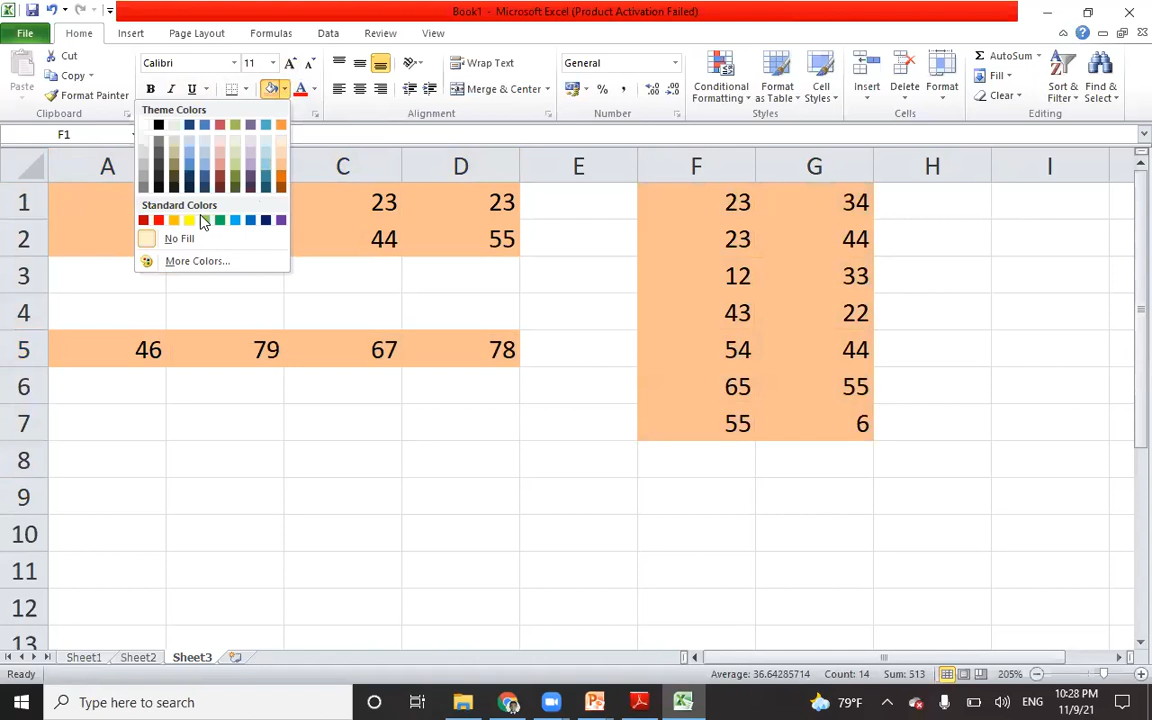 Book1 - Microsoft Excel (Product Activation Failed)
File Home Insert Page Layout Formulas Data Review View
Paste
Cut
Copy
Format Painter
Clipboard
Calibri 11
B I U A
Wrap Text
Merge & Center
Alignment
General
$ % ,
Number
Conditional Formatting
Format as Table
Cell Styles
Styles
Insert
Delete
Format
Cells
AutoSum
Fill
Clear
Sort & Filter
Find & Select
Editing
F1
Theme Colors
Standard Colors
No Fill
More Colors...
A C D E F G H I
1 23 23 23 34
2 44 55 23 44
3 12 33
4 43 22
5 46 79 67 78 54 44
6 65 55
7 55 6
8
9
10
11
12
13
Sheet1 Sheet2 Sheet3
Ready Average: 36.64285714 Count: 14 Sum: 513 205%
Type here to search
79°F
ENG
10:28 PM
11/9/21